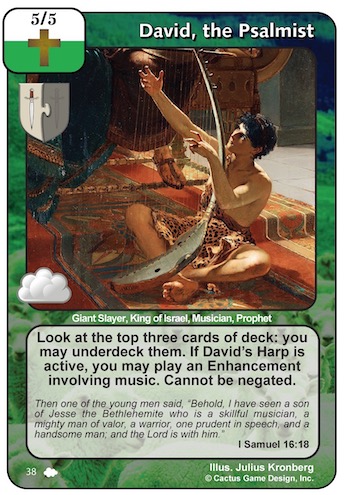 5/5
David, the Psalmist
Giant Slayer, King of Israel, Musician, Prophet
Look at the top three cards of deck: you
may underdeck them. If David's Harp is
active, you may play an Enhancement
involving music. Cannot be negated.
Then one of the young men said, "Behold, I have seen a son
of Jesse the Bethlehemite who is a skillful musician, a
mighty man of valor, a warrior, one prudent in speech, and a
handsome man; and the Lord is with him."
I Samuel 16:18
38
Illus. Julius Kronberg
© Cactus Game Design, Inc.